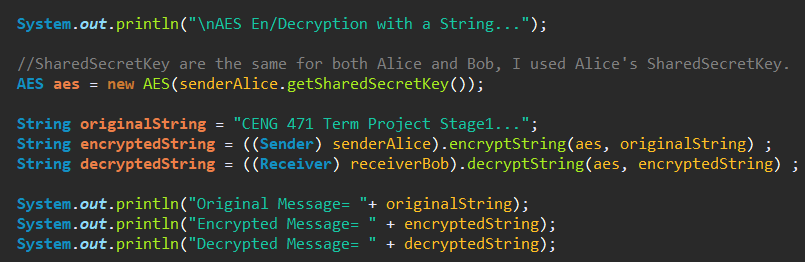 System.out.println("\nAES En/Decryption with a String...");
//SharedSecretKey are the same for both Alice and Bob, I used Alice's SharedSecretKey.
AES aes = new AES(senderAlice.getSharedSecretKey());
String originalString = "CENG 471 Term Project Stage1...";
String encryptedString = ((Sender) senderAlice).encryptString(aes, originalString) ;
String decryptedString = ((Receiver) receiverBob).decryptString(aes, encryptedString) ;
System.out.println("Original Message= "+ originalString);
System.out.println("Encrypted Message= " + encryptedString);
System.out.println("Decrypted Message= " + decryptedString);